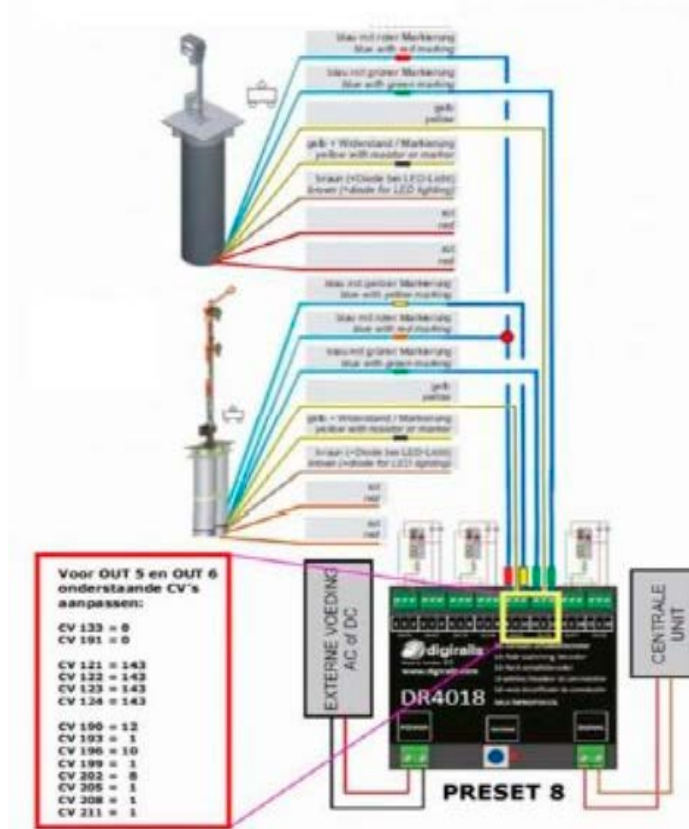 blau mit roter Markierung
blue with red marking
blau mit grüner Markierung
blue with green marking
gelb
yellow
gelb + Widerstand / Markierung
yellow with resistor or marker
braun (+Diode bei LED-Licht)
brown (+diode for LED lighting)
rot
red
rot
red
blau mit gelber Markierung
blue with yellow marking
blau mit roter Markierung
blue with red marking
blau mit grüner Markierung
blue with green marking
gelb
yellow
gelb + Widerstand / Markierung
yellow with resistor or marker
braun (+Diode bei LED-Licht)
brown (+diode for LED lighting)
rot
red
rot
red
Voor OUT 5 en OUT 6
onderstaande CV's
aanpassen:
CV 133 = 8
CV 191 = 0
CV 121 = 143
CV 122 = 143
CV 123 = 143
CV 124 = 143
CV 190 = 12
CV 193 = 1
CV 196 = 10
CV 199 = 1
CV 202 = 8
CV 205 = 1
CV 208 = 1
CV 211 = 1
EXTERNE VOEDING
AC of DC
digirails
DR4018
CENTRALE
UNIT
PRESET 8